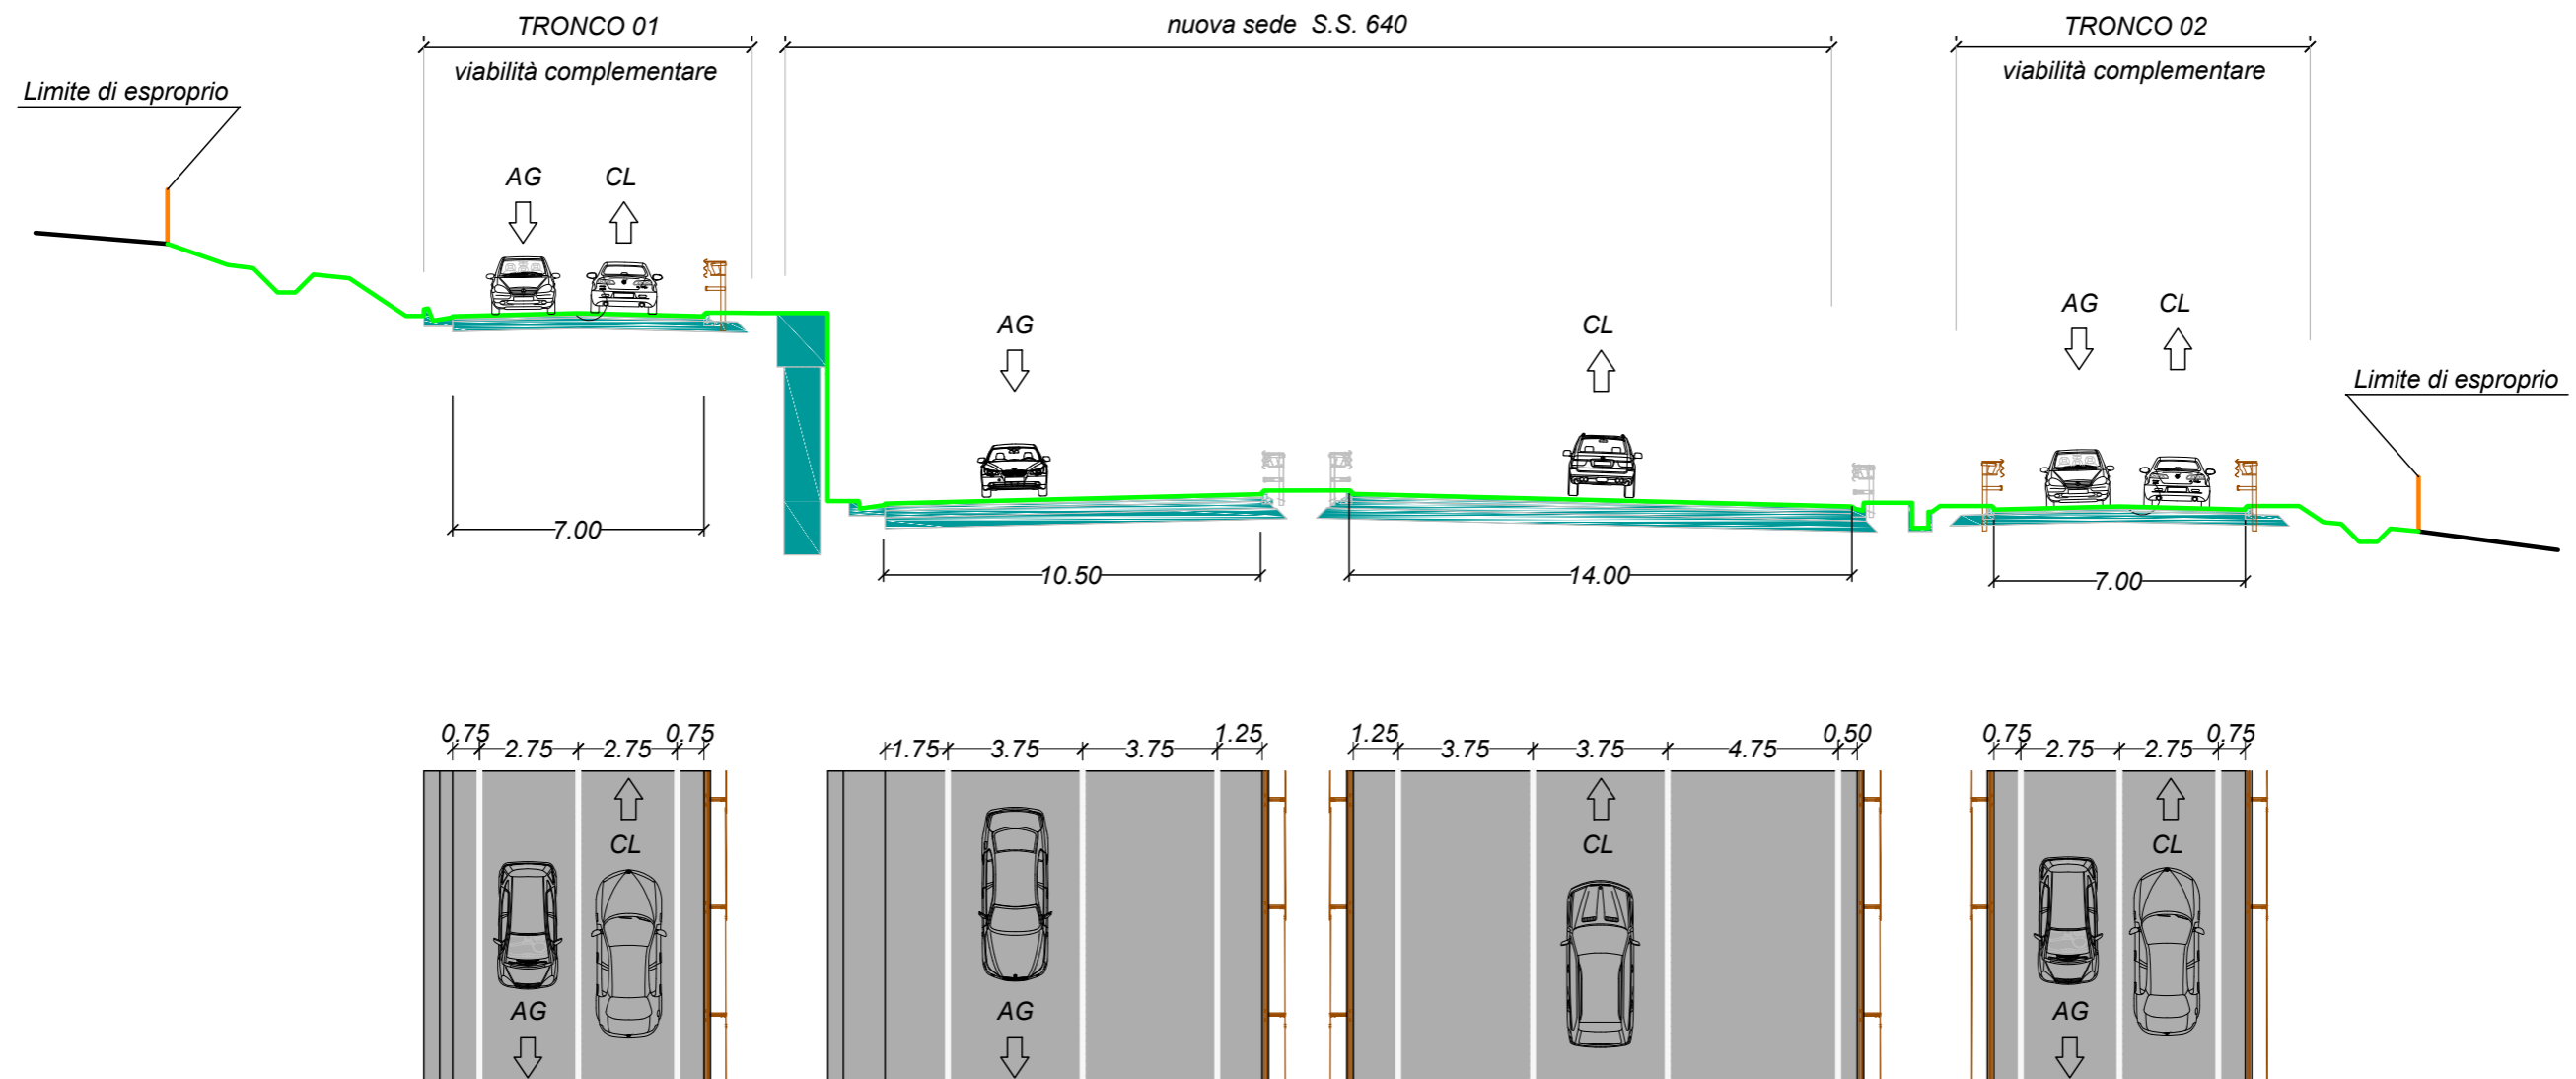 TRONCO 01
nuova sede S.S. 640
TRONCO 02
viabilità complementare
viabilità complementare
Limite di esproprio
AG
CL
AG
CL
AG
CL
Limite di esproprio
7.00
10.50
14.00
7.00
0.75
2.75
2.75
0.75
1.75
3.75
3.75
1.25
1.25
3.75
3.75
4.75
0.50
0.75
2.75
2.75
0.75
CL
CL
CL
AG
AG
AG